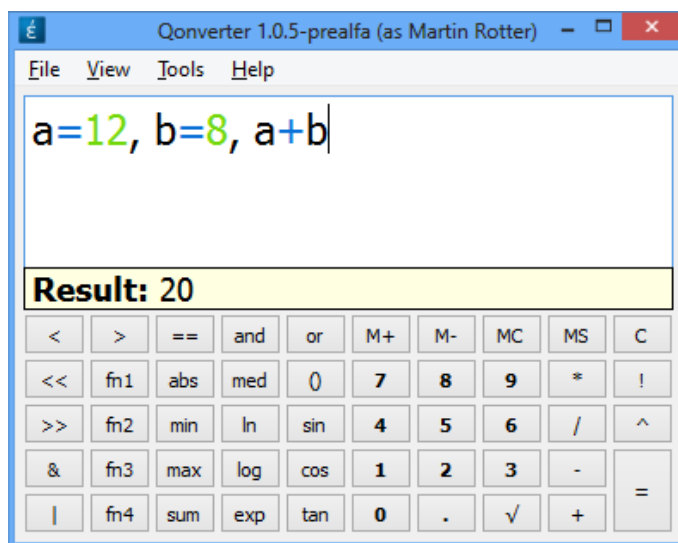 é
Qonverter 1.0.5-prealfa (as Martin Rotter)
File View Tools Help
a=12, b=8, a+b
Result: 20
< > == and or M+ M- MC MS C
<< fn1 abs med () 7 8 9 * !
>> fn2 min ln sin 4 5 6 / ^
& fn3 max log cos 1 2 3 - =
| fn4 sum exp tan 0 . √ +